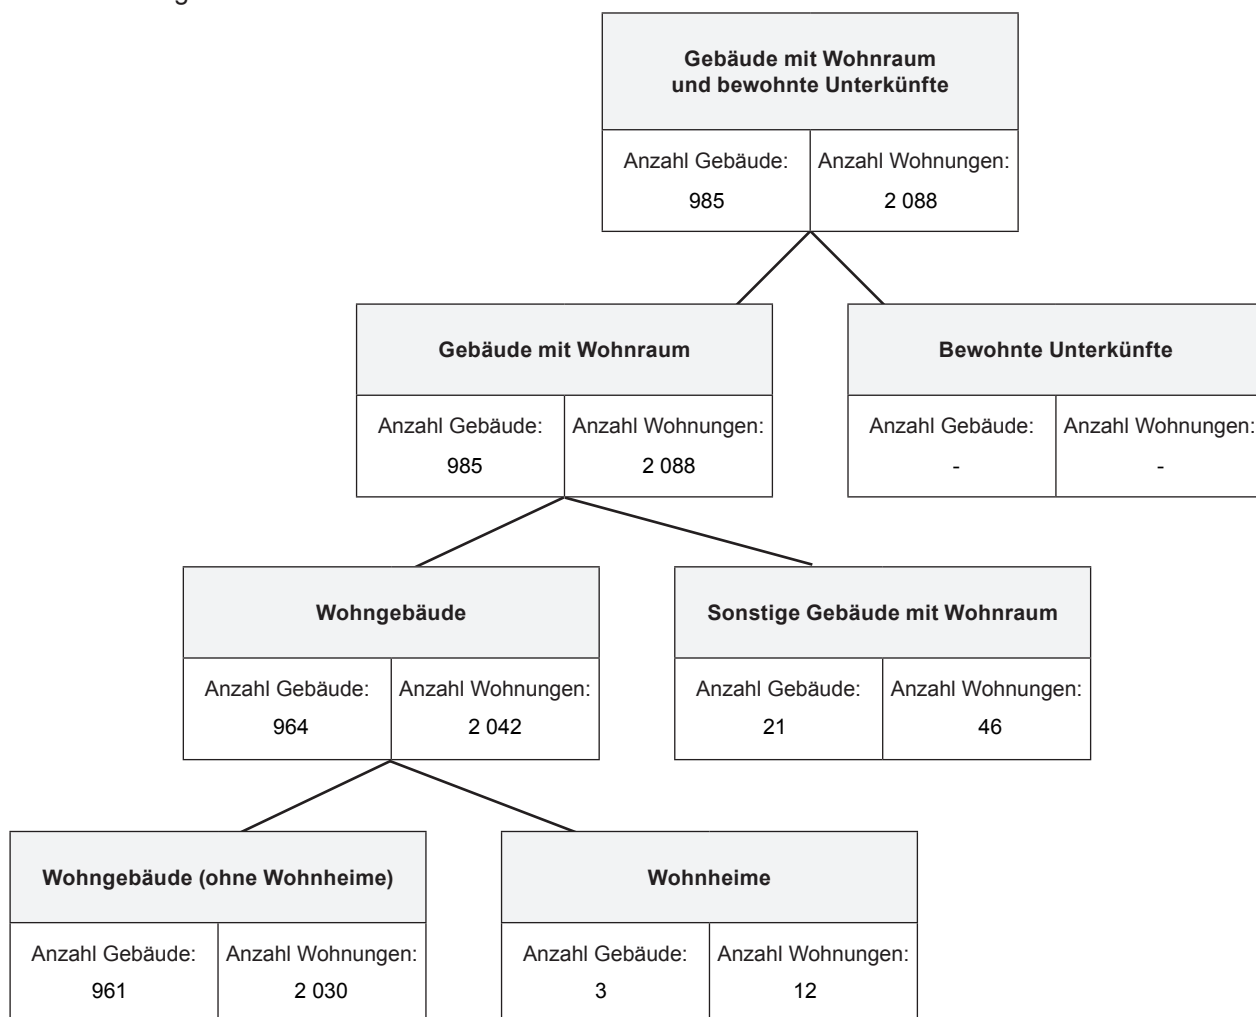 Gebäude mit Wohnraum
und bewohnte Unterkünfte
Anzahl Gebäude: Anzahl Wohnungen:
985 2 088
Gebäude mit Wohnraum
Anzahl Gebäude: Anzahl Wohnungen:
985 2 088
Bewohnte Unterkünfte
Anzahl Gebäude: Anzahl Wohnungen:
- -
Wohngebäude
Anzahl Gebäude: Anzahl Wohnungen:
964 2 042
Sonstige Gebäude mit Wohnraum
Anzahl Gebäude: Anzahl Wohnungen:
21 46
Wohngebäude (ohne Wohnheime)
Anzahl Gebäude: Anzahl Wohnungen:
961 2 030
Wohnheime
Anzahl Gebäude: Anzahl Wohnungen:
3 12